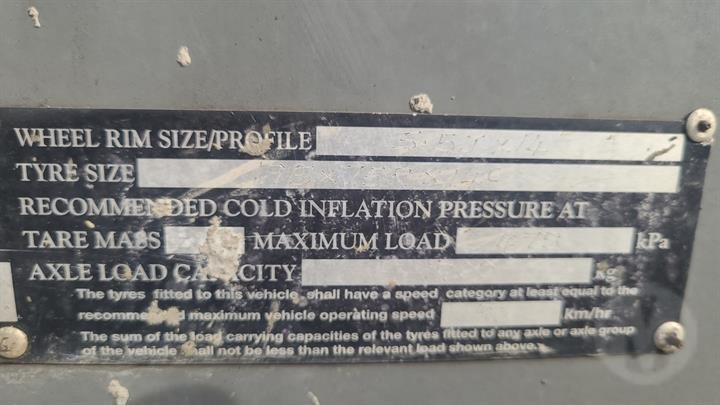 WHEEL RIM SIZE/PROFILE
TYRE SIZE
RECOMMENDED COLD INFLATION PRESSURE AT
TARE MASS MAXIMUM LOAD kPa
AXLE LOAD CAPACITY kg
The tyres fitted to this vehicle shall have a speed category at least equal to the
recommended maximum vehicle operating speed Km/hr
The sum of the load carrying capacities of the tyres fitted to any axle or axle group
of the vehicle shall not be less than the relevant load shown above.